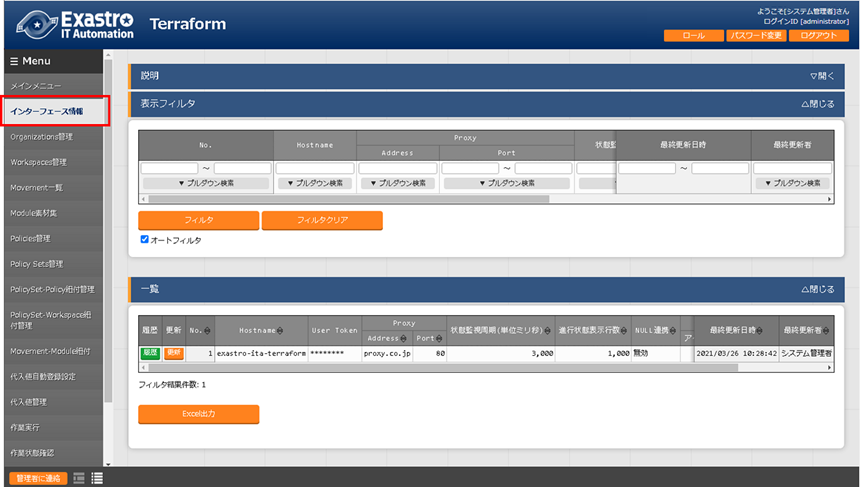 Exastro
IT Automation
Terraform
ようこそ[システム管理者]さん
ログインID [administrator]
ロール
パスワード変更
ログアウト
Menu
メインメニュー
インターフェース情報
Organizations管理
Workspaces管理
Movement一覧
Module素材集
Policies管理
Policy Sets管理
PolicySet-Policy紐付管理
PolicySet-Workspace紐
付管理
Movement-Module紐付
代入値自動登録設定
代入値管理
作業実行
作業状態確認
管理者に連絡
説明
▽開く
表示フィルタ
△閉じる
No.
Hostname
Proxy
Address
Port
状態監
最終更新日時
最終更新者
～
～
～
▼ プルダウン検索
▼ プルダウン検索
▼ プルダウン検索
▼ プルダウン検索
▼ プルダウン検索
フィルタ
フィルタクリア
オートフィルタ
一覧
△閉じる
履歴
更新
No.
Hostname
User Token
Proxy
Address
Port
状態監視周期(単位ミリ秒)
進行状態表示行数
NULL連携
ア
最終更新日時
最終更新者
履歴
更新
1
exastro-ita-terraform
********
proxy.co.jp
80
3,000
1,000
無効
2021/03/26 10:28:42
システム管理者
フィルタ結果件数: 1
Excel出力